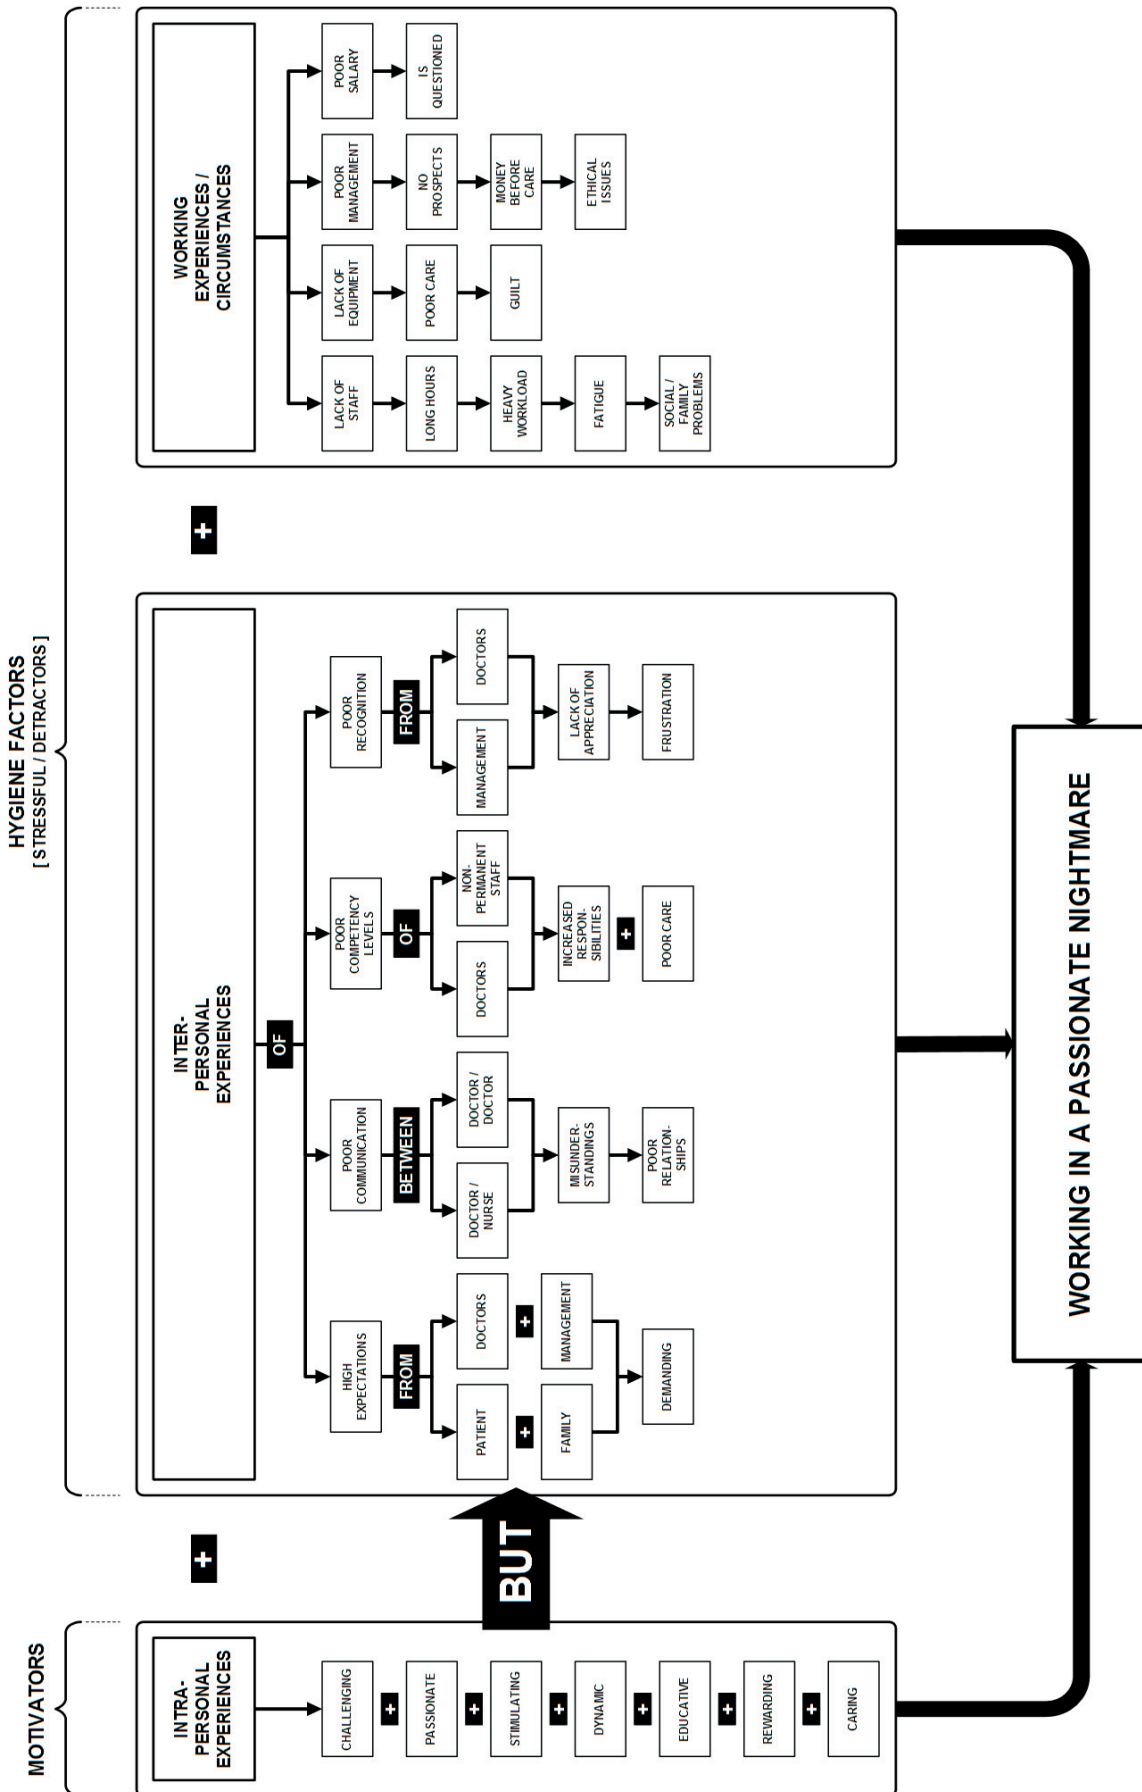 MOTIVATORS
HYGIENE FACTORS
[ STRESSFUL / DETRACTORS ]
INTRA-
PERSONAL
EXPERIENCES
CHALLENGING
+
PASSIONATE
+
STIMULATING
+
DYNAMIC
+
EDUCATIVE
+
REWARDING
+
CARING
+
BUT
INTER-
PERSONAL
EXPERIENCES
OF
HIGH
EXPECTATIONS
FROM
PATIENT
+
FAMILY
DOCTORS
+
MANAGEMENT
DEMANDING
POOR
COMMUNICATION
BETWEEN
DOCTOR /
NURSE
DOCTOR /
DOCTOR
MISUNDER-
STANDINGS
POOR
RELATION-
SHIPS
POOR
COMPETENCY
LEVELS
OF
DOCTORS
NON-
PERMANENT
STAFF
INCREASED
RESPON-
SIBILITIES
+
POOR CARE
POOR
RECOGNITION
FROM
MANAGEMENT
DOCTORS
LACK OF
APPRECIATION
FRUSTRATION
+
WORKING
EXPERIENCES /
CIRCUMSTANCES
LACK OF
STAFF
LONG HOURS
HEAVY
WORKLOAD
FATIGUE
SOCIAL /
FAMILY
PROBLEMS
LACK OF
EQUIPMENT
POOR CARE
GUILT
POOR
MANAGEMENT
NO
PROSPECTS
MONEY
BEFORE
CARE
ETHICAL
ISSUES
POOR
SALARY
IS
QUESTIONED
WORKING IN A PASSIONATE NIGHTMARE